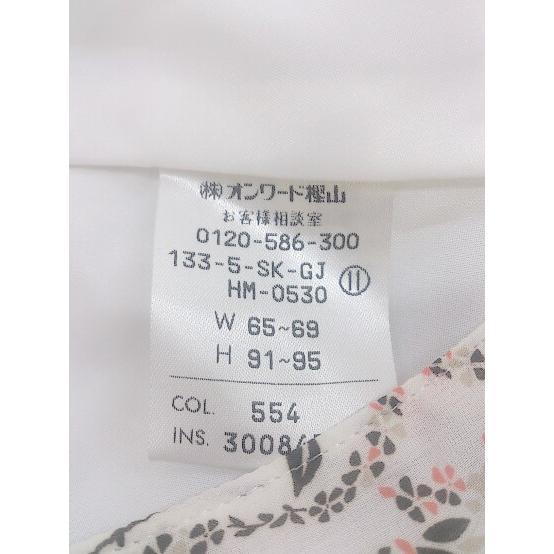 (株)オンワード樫山
お客様相談室
0120-586-300
133-5-SK-GJ
HM-0530 ⑪
W 65~69
H 91~95
COL. 554
INS.